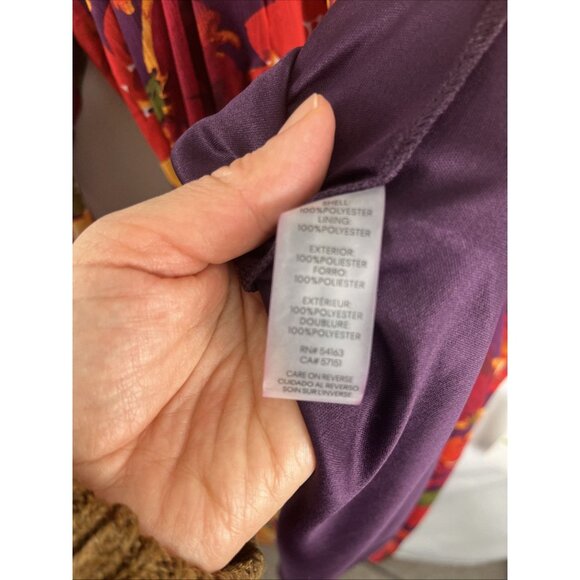 SHELL:
100%POLYESTER
LINING:
100%POLYESTER
EXTERIOR:
100%POLIESTER
FORRO:
100%POLIESTER
EXTÉRIEUR:
100%POLYESTER
DOUBLURE
100%POLYESTER
RN# 54163
CA# 57151
CARE ON REVERSE
CUIDADO AL REVERSO
SOIN SUR L'INVERSE